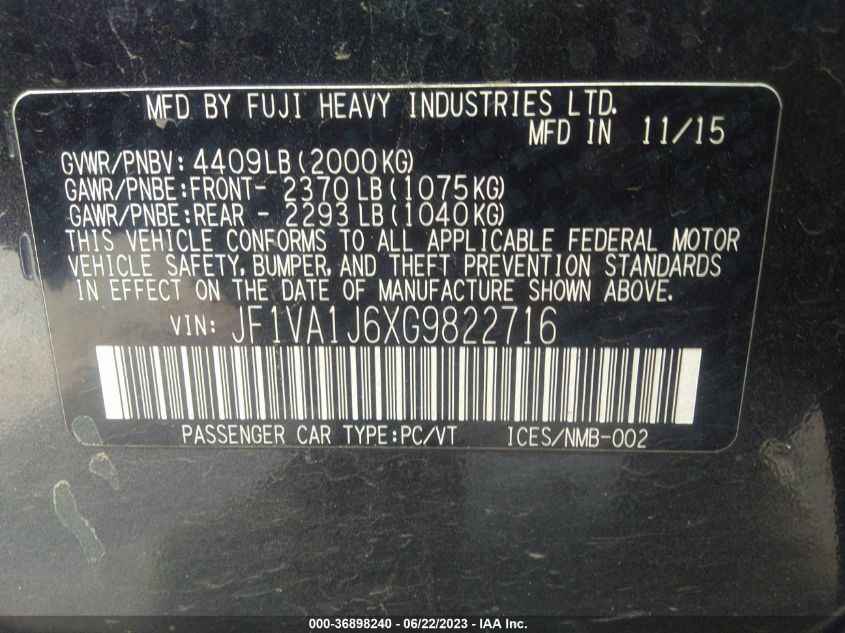 MFD BY FUJI HEAVY INDUSTRIES LTD.
MFD IN 11/15
GVWR/PNBV: 4409LB(2000KG)
GAWR/PNBE:FRONT- 2370LB(1075KG)
GAWR/PNBE:REAR - 2293LB(1040KG)
THIS VEHICLE CONFORMS TO ALL APPLICABLE FEDERAL MOTOR
VEHICLE SAFETY, BUMPER, AND THEFT PREVENTION STANDARDS
IN EFFECT ON THE DATE OF MANUFACTURE SHOWN ABOVE.
VIN: JF1VA1J6XG9822716
PASSENGER CAR TYPE:PC/VT ICES/NMB-002
000-36898240 - 06/22/2023 - IAA Inc.